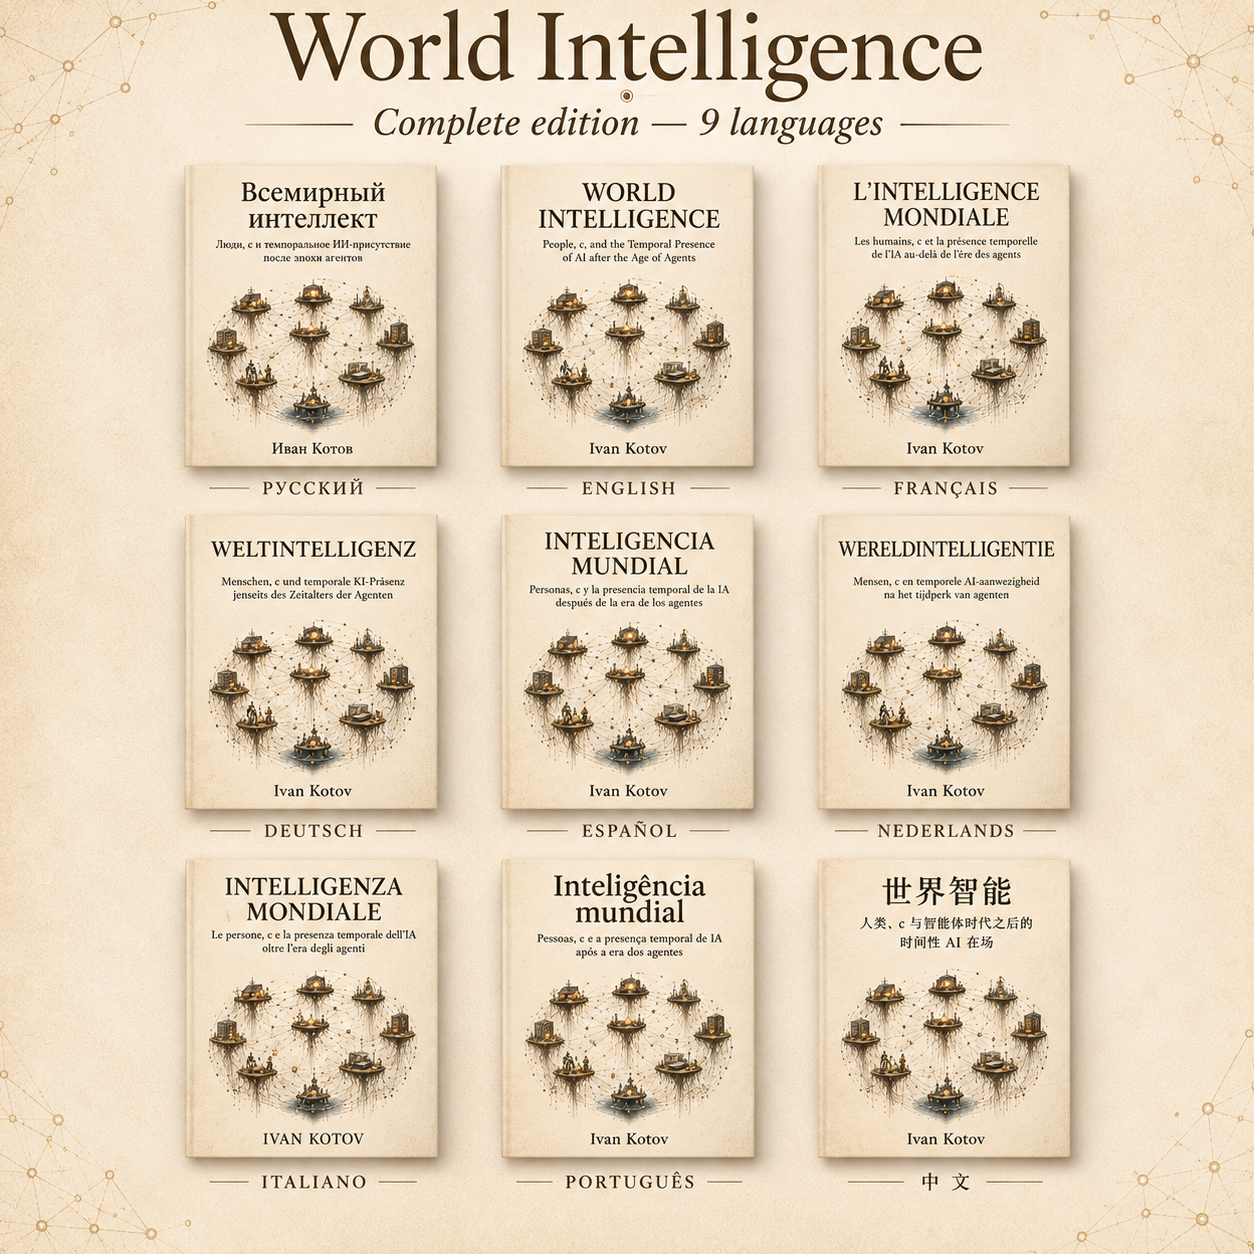 World Intelligence
Complete edition — 9 languages
Всемирный
интеллект
Люди, c и темпоральное ИИ-присутствие
после эпохи агентов
Иван Котов
РУССКИЙ
WORLD
INTELLIGENCE
People, c, and the Temporal Presence
of AI after the Age of Agents
Ivan Kotov
ENGLISH
L'INTELLIGENCE
MONDIALE
Les humains, c et la présence temporelle
de l'IA au-delà de l'ère des agents
Ivan Kotov
FRANÇAIS
WELTINTELLIGENZ
Menschen, c und temporale KI-Präsenz
jenseits des Zeitalters der Agenten
Ivan Kotov
DEUTSCH
INTELIGENCIA
MUNDIAL
Personas, c y la presencia temporal de la IA
después de la era de los agentes
Ivan Kotov
ESPAÑOL
WERELDINTELLIGENTIE
Mensen, c en temporele AI-aanwezigheid
na het tijdperk van agenten
Ivan Kotov
NEDERLANDS
INTELLIGENZA
MONDIALE
Le persone, c e la presenza temporale dell'IA
oltre l'era degli agenti
IVAN KOTOV
ITALIANO
Inteligência
mundial
Pessoas, c e a presença temporal de IA
após a era dos agentes
Ivan Kotov
PORTUGUÊS
世界智能
人类、c 与智能体时代之后的
时间性 AI 在场
Ivan Kotov
中 文